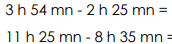 3 h 54 mn - 2 h 25 mn =
11 h 25 mn - 8 h 35 mn =